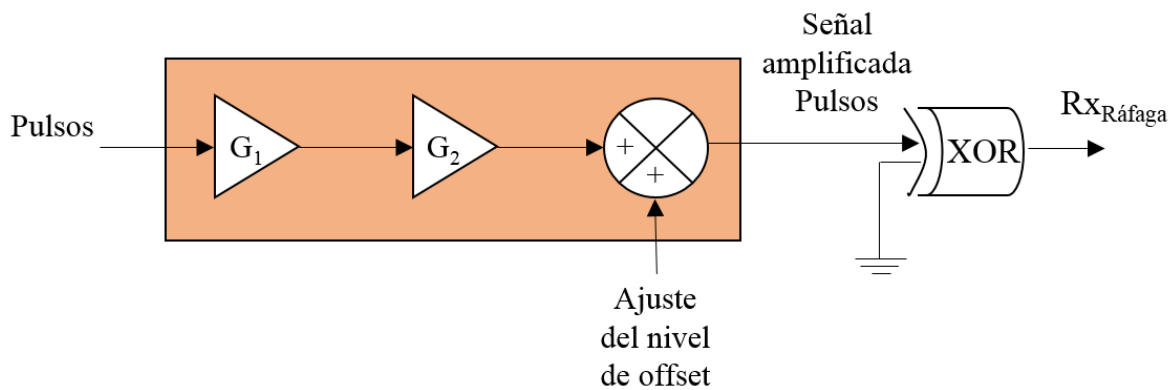 Pulsos
G1
G2
+
+
Ajuste
del nivel
de offset
Señal
amplificada
Pulsos
XOR
RxRáfaga